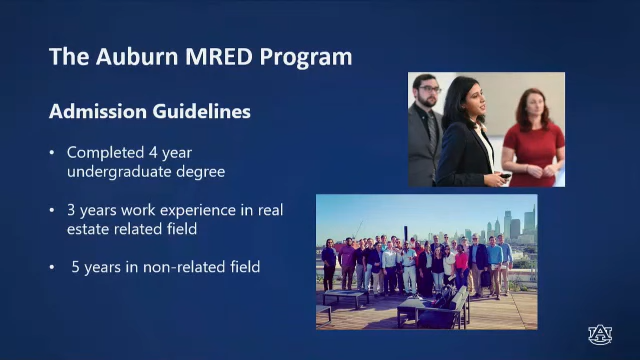 The Auburn MRED Program
Admission Guidelines
• Completed 4 year
undergraduate degree
• 3 years work experience in real
estate related field
• 5 years in non-related field